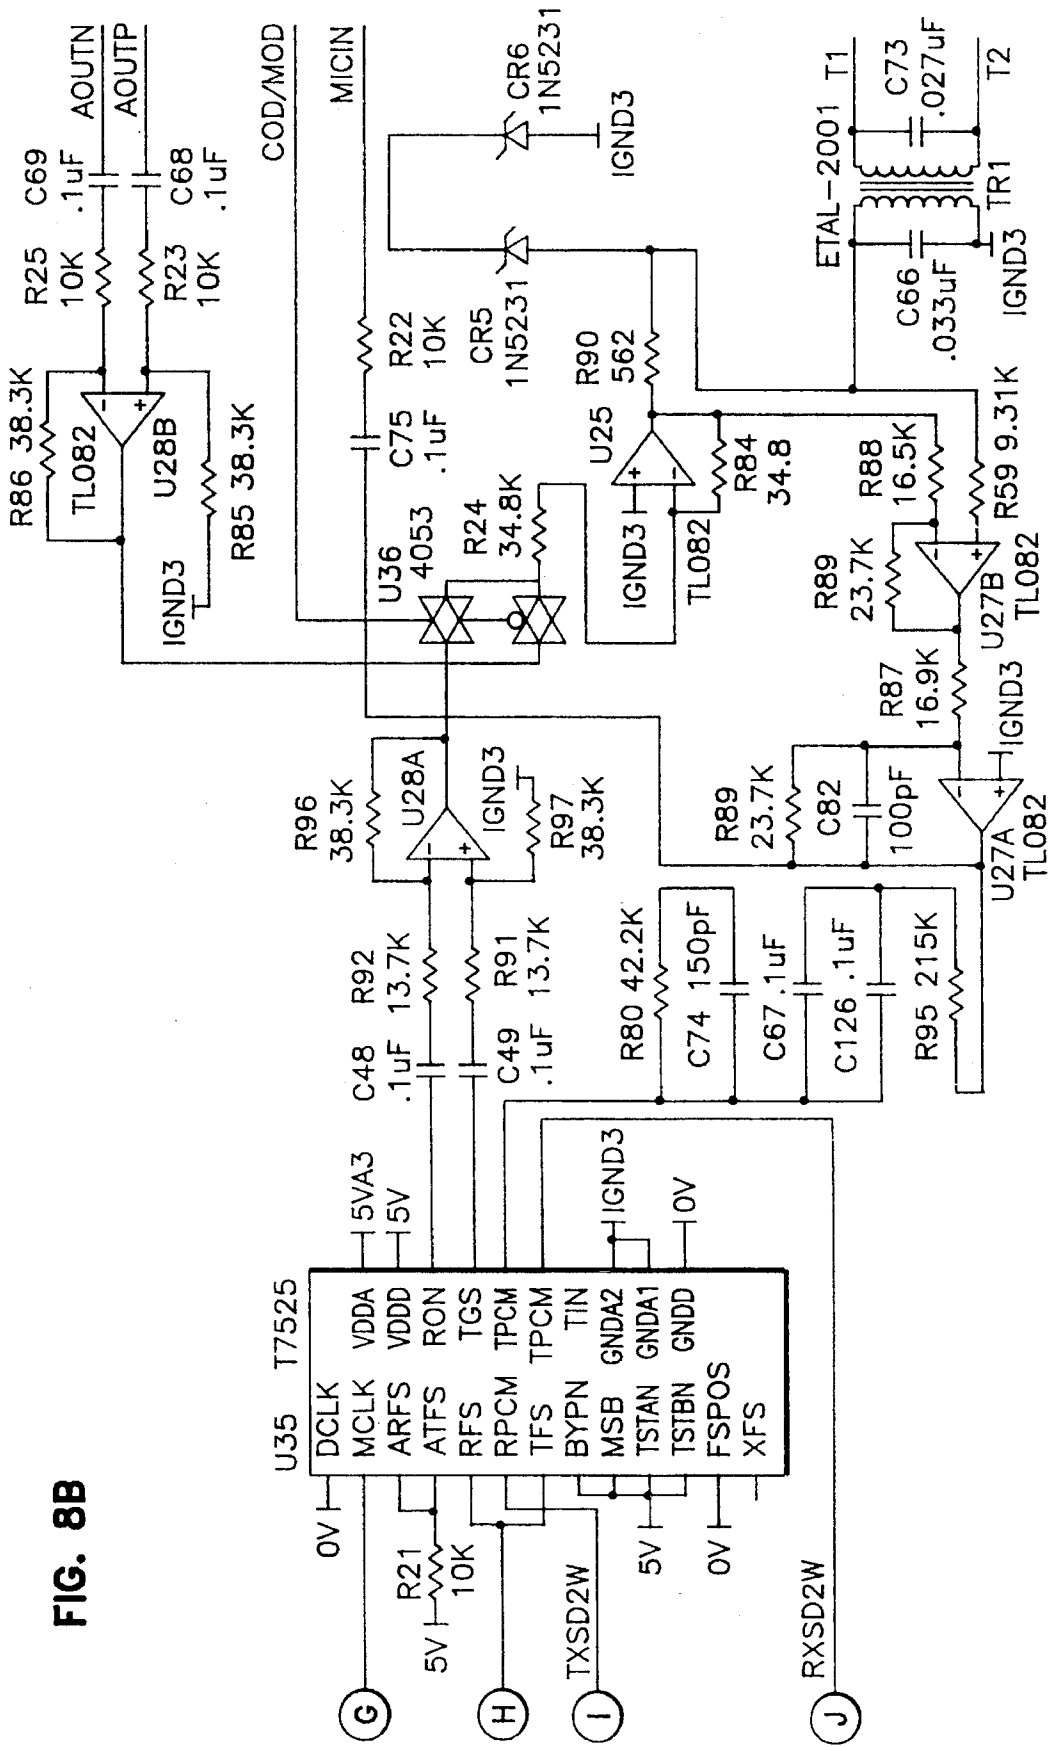 FIG. 8B
U35 T7525
0V
DCLK
MCLK
ARFS
ATFS
RFS
RPCM
TFS
BYPN
MSB
TSTAN
TSTBN
FSPOS
XFS
VDDA
VDDD
RON
TGS
TPCM
TPCM
TIN
GNDA2
GNDA1
GNDD
5VA3
5V
IGND3
0V
G
R21
10K
5V
H
TXSD2W
I
5V
0V
RXSD2W
J
C48
.1uF
R92
13.7K
C49
.1uF
R91
13.7K
R96
38.3K
U28A
IGND3
R97
38.3K
R80 42.2K
C74 150pF
C67 .1uF
C126 .1uF
R95 215K
R89
23.7K
C82
100pF
U27A
TL082
IGND3
R87
16.9K
R89
23.7K
U27B
TL082
R88
16.5K
R59 9.31K
U36
4053
R24
34.8K
IGND3
TL082
U25
R84
34.8
R90
562
C75
.1uF
R22
10K
CR5
1N5231
CR6
1N5231
IGND3
R86 38.3K
TL082
U28B
R85 38.3K
IGND3
R25
10K
C69
.1uF
R23
10K
C68
.1uF
AOUTN
AOUTP
COD/MOD
MICIN
ETAL-2001
T1
C73
.027uF
T2
TR1
C66
.033uF
IGND3